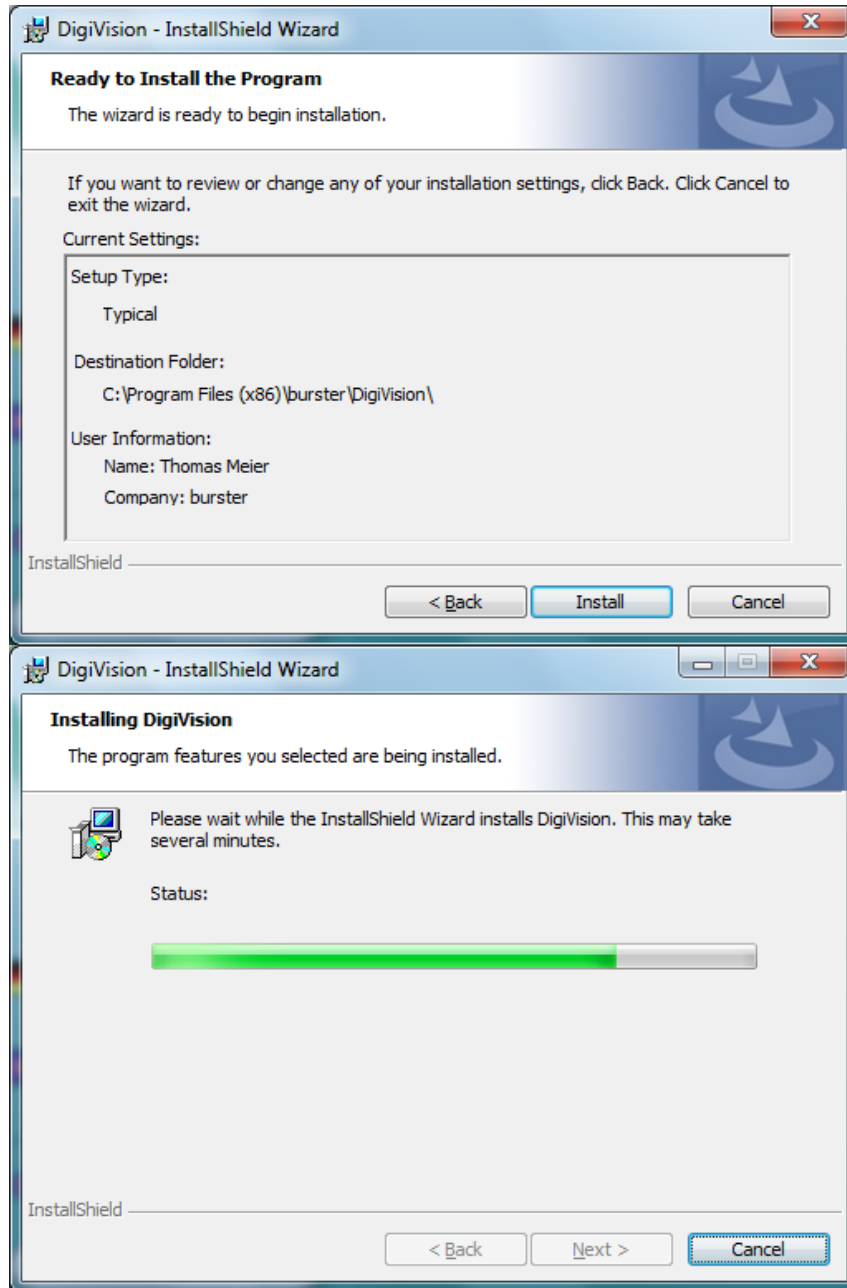 DigiVision - InstallShield Wizard
Ready to Install the Program
The wizard is ready to begin installation.
If you want to review or change any of your installation settings, click Back. Click Cancel to
exit the wizard.
Current Settings:
Setup Type:
Typical
Destination Folder:
C:\Program Files (x86)\burster\DigiVision\
User Information:
Name: Thomas Meier
Company: burster
InstallShield
< Back Install Cancel
DigiVision - InstallShield Wizard
Installing DigiVision
The program features you selected are being installed.
Please wait while the InstallShield Wizard installs DigiVision. This may take
several minutes.
Status:
InstallShield
< Back Next > Cancel